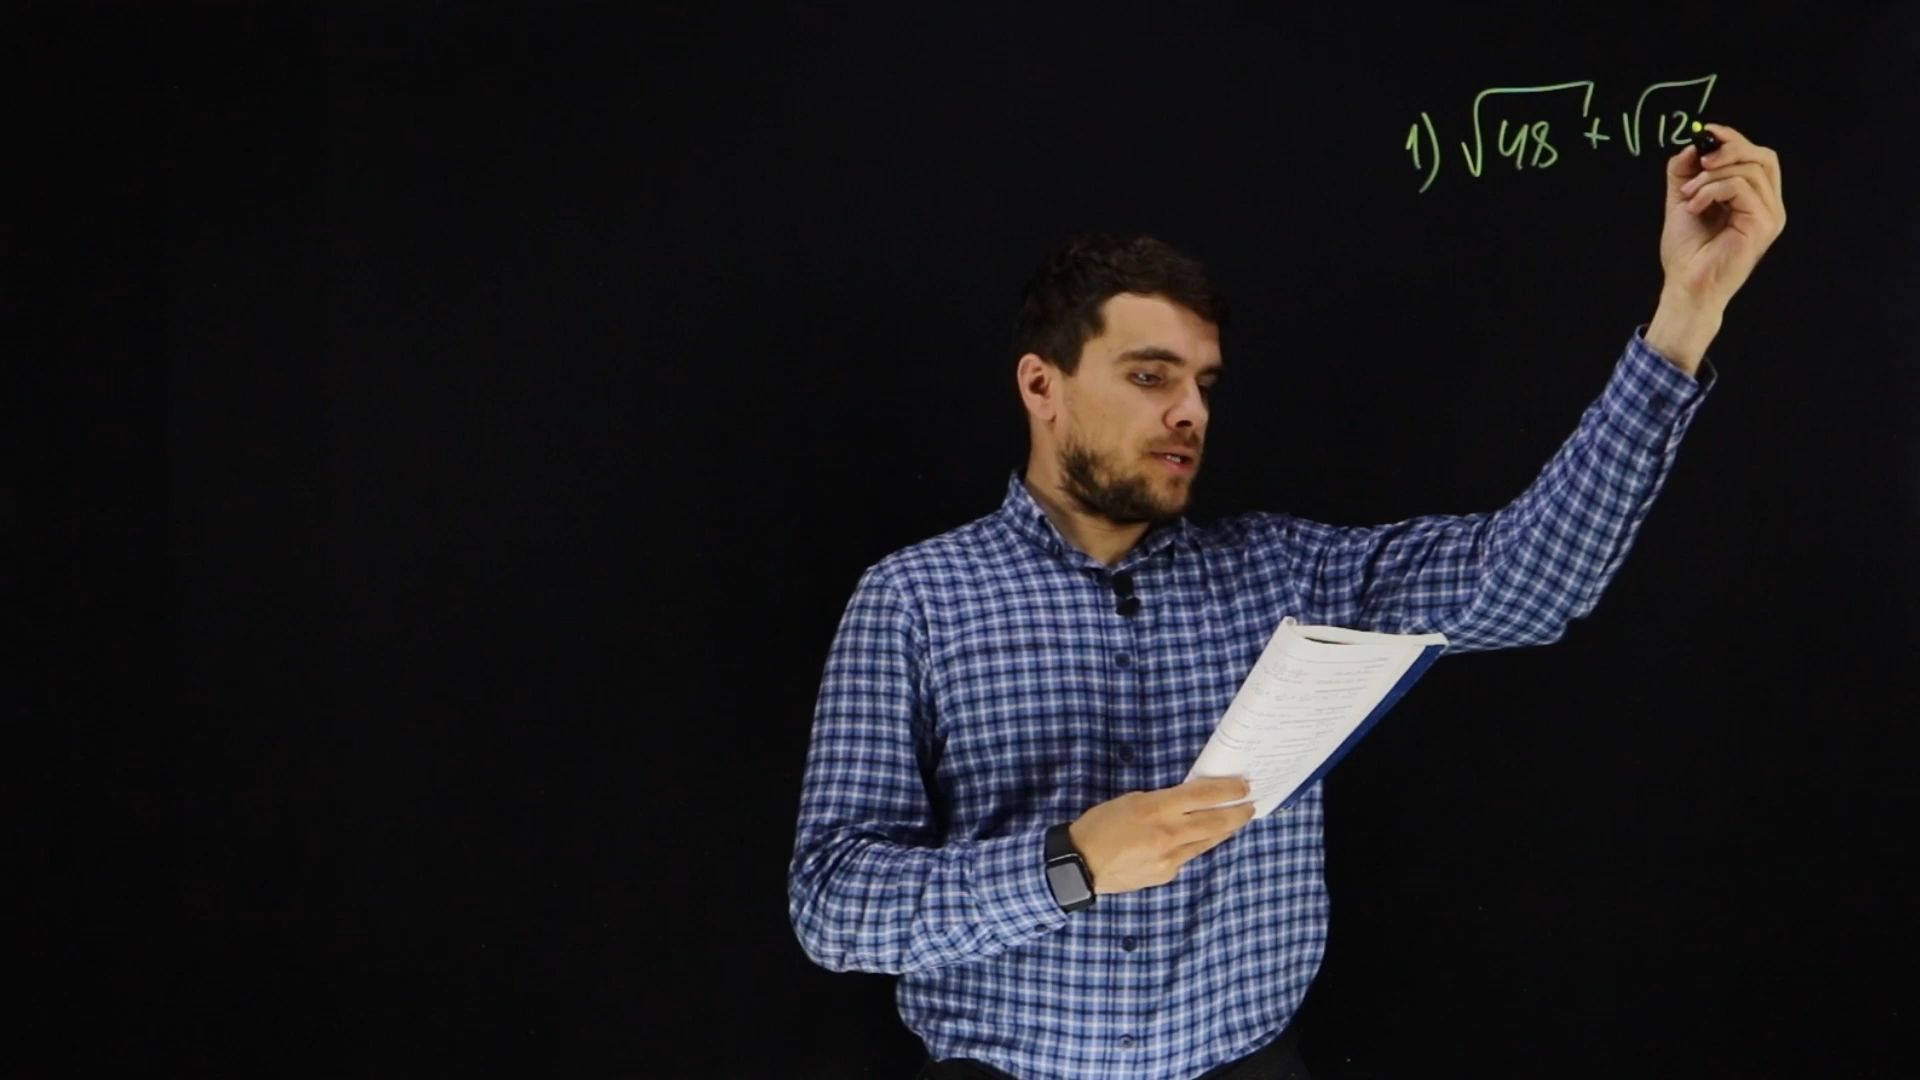 1) √48 + √12